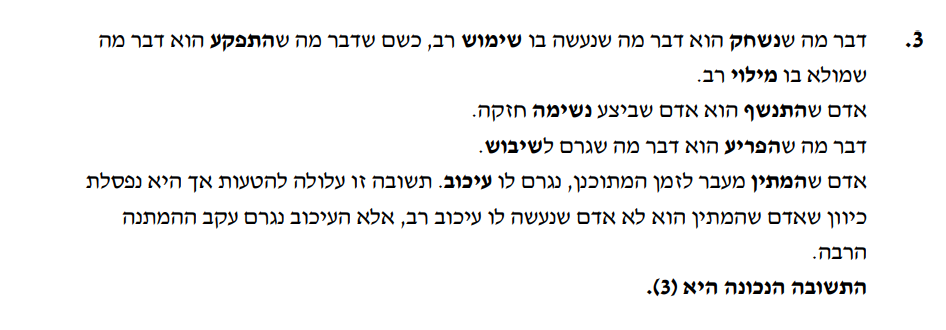 3. דבר מה שנשחק הוא דבר מה שנעשה בו שימוש רב, כשם שדבר מה שהתפקע הוא דבר מה
שמולא בו מילוי רב.
אדם שהתנשף הוא אדם שביצע נשימה חזקה.
דבר מה שהפריע הוא דבר מה שגרם לשיבוש.
אדם שהמתין מעבר לזמן המתוכנן, נגרם לו עיכוב. תשובה זו עלולה להטעות אך היא נפסלת
כיוון שאדם שהמתין הוא לא אדם שנעשה לו עיכוב רב, אלא העיכוב נגרם עקב ההמתנה
הרבה.
התשובה הנכונה היא (3).